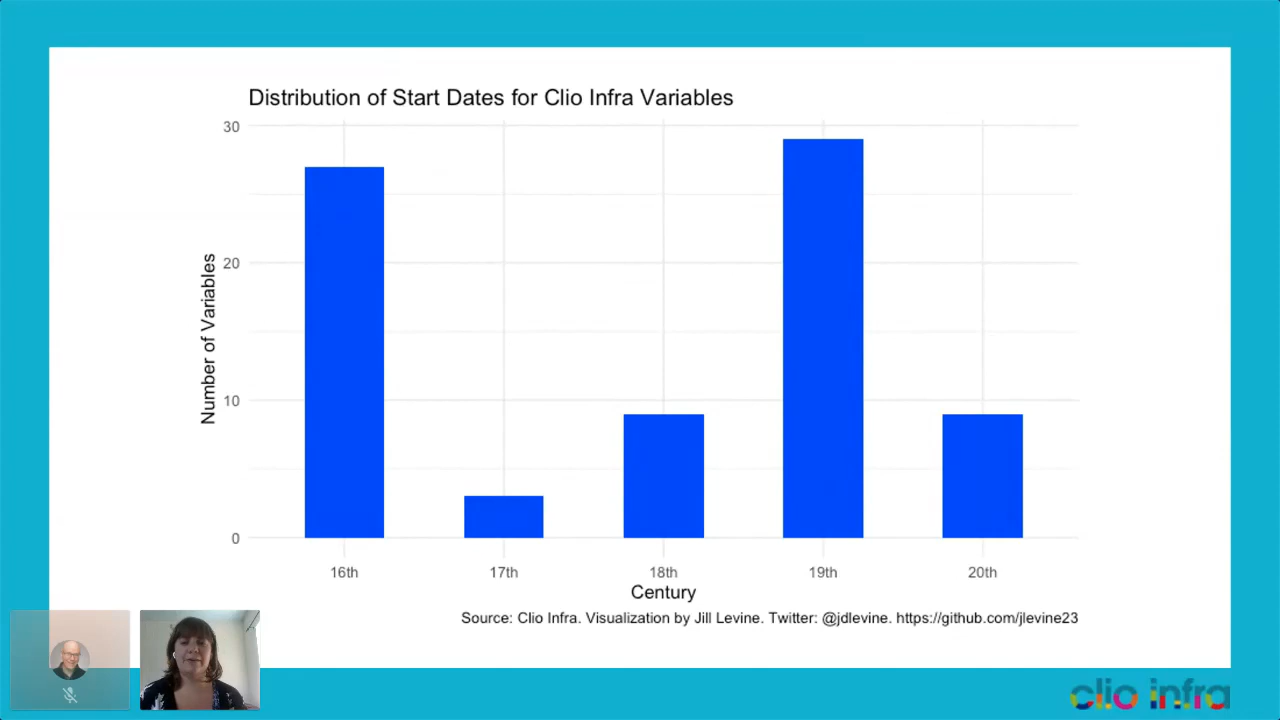 Distribution of Start Dates for Clio Infra Variables
30
20
10
0
Number of Variables
16th 17th 18th 19th 20th
Century
Source: Clio Infra. Visualization by Jill Levine. Twitter: @jdlevine. https://github.com/jlevine23
clio infra